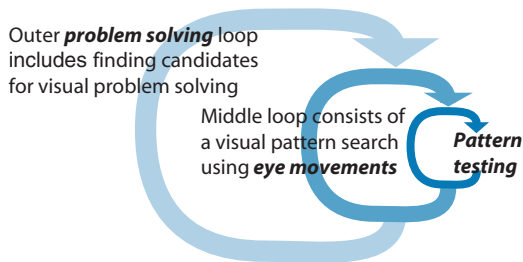 Outer problem solving loop
includes finding candidates
for visual problem solving
Middle loop consists of
a visual pattern search
using eye movements
Pattern
testing